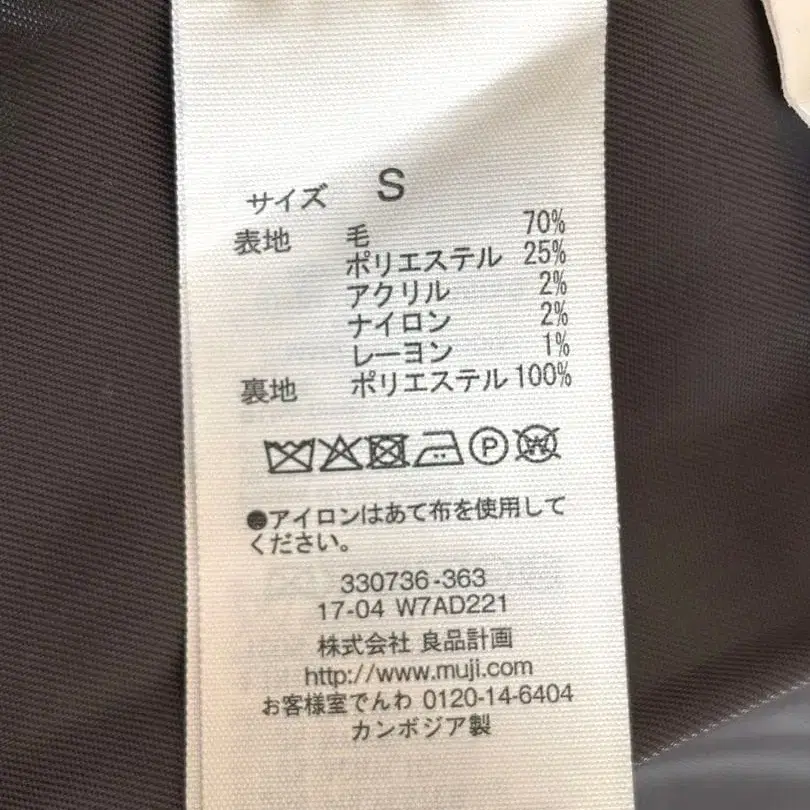 サイズ S
表地 毛 70%
ポリエステル 25%
アクリル 2%
ナイロン 2%
レーヨン 1%
裏地 ポリエステル 100%
P W
●アイロンはあて布を使用して
ください。
330736-363
17-04 W7AD221
株式会社 良品計画
http://www.muji.com
お客様室でんわ 0120-14-6404
カンボジア製